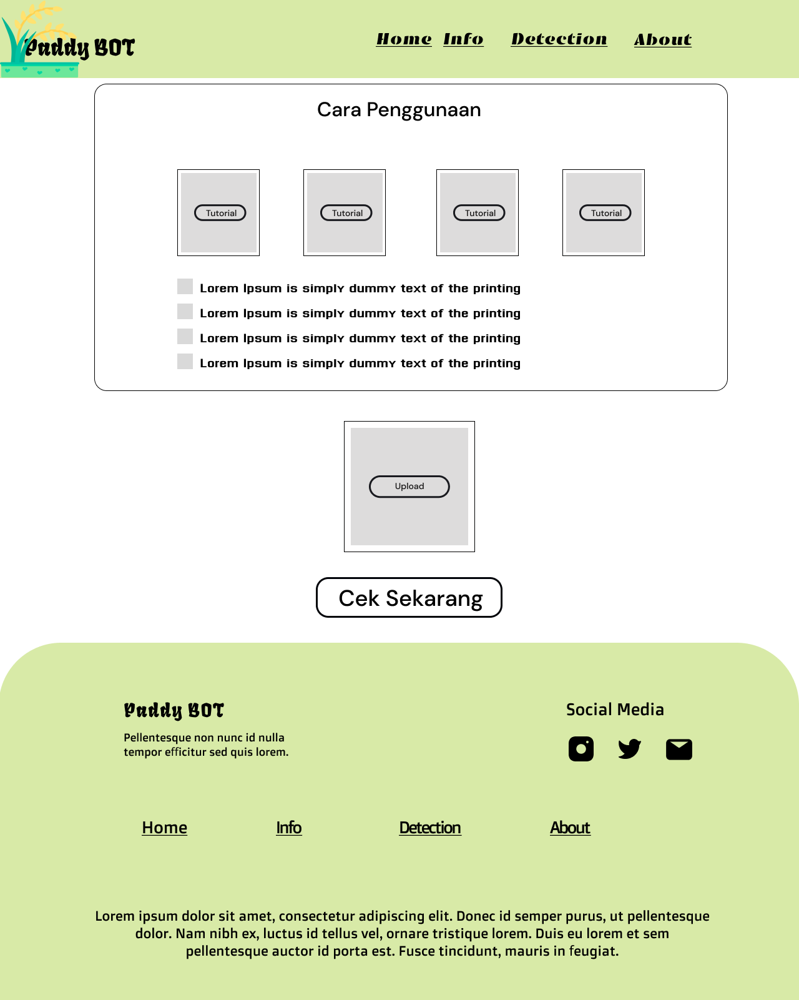 Paddy BOT
Home Info Detection About
Cara Penggunaan
Tutorial Tutorial Tutorial Tutorial
Lorem Ipsum is simply dummy text of the printing
Lorem Ipsum is simply dummy text of the printing
Lorem Ipsum is simply dummy text of the printing
Lorem Ipsum is simply dummy text of the printing
Upload
Cek Sekarang
Paddy BOT
Pellentesque non nunc id nulla
tempor efficitur sed quis lorem.
Social Media
Home Info Detection About
Lorem ipsum dolor sit amet, consectetur adipiscing elit. Donec id semper purus, ut pellentesque
dolor. Nam nibh ex, luctus id tellus vel, ornare tristique lorem. Duis eu lorem et sem
pellentesque auctor id porta est. Fusce tincidunt, mauris in feugiat.